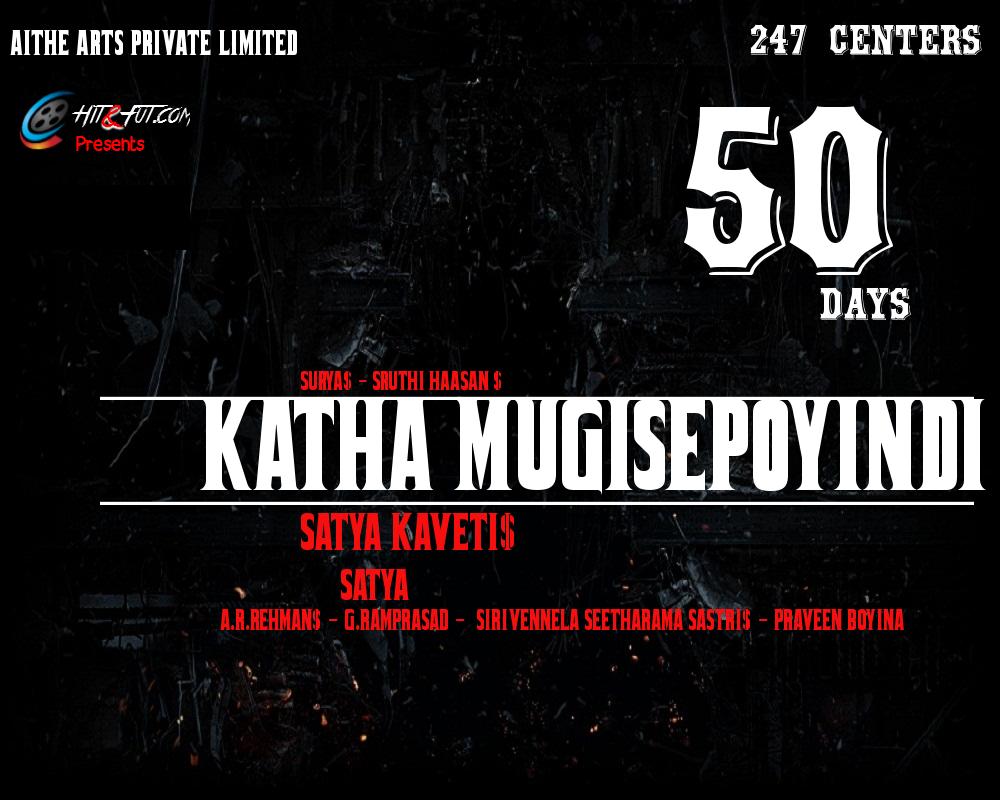 AITHE ARTS PRIVATE LIMITED
247 CENTERS
HIT&FUT.COM
Presents
50
DAYS
SURYA$ - SRUTHI HAASAN $
KATHA MUGISEPOYINDI
SATYA KAVETI$
SATYA
A.R.REHMAN$ - G.RAMPRASAD - SIRIVENNELA SEETHARAMA SASTRI$ - PRAVEEN BOYINA